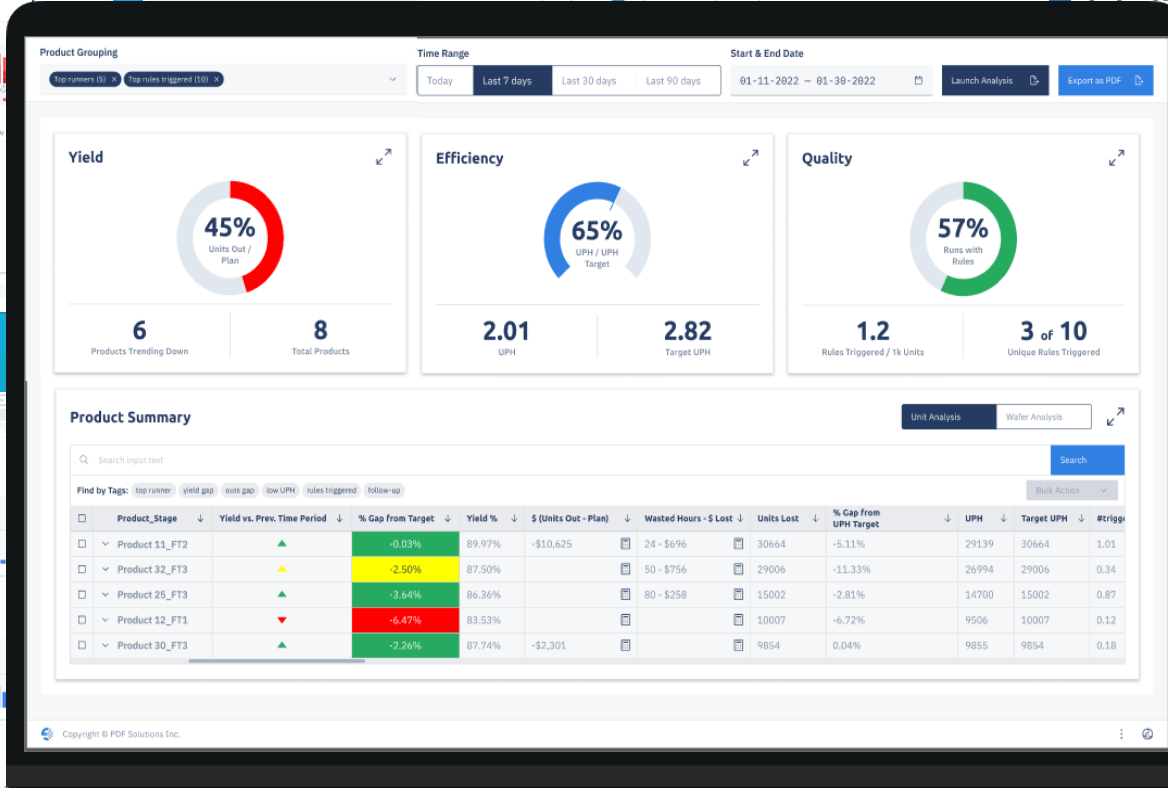 Product Grouping
Time Range
Start & End Date
Top runners (5) ×
Top rules triggered (10) ×
Today
Last 7 days
Last 30 days
Last 90 days
01-11-2022 — 01-30-2022
Launch Analysis
Export as PDF
Yield
45%
Units Out /
Plan
6
Products Trending Down
8
Total Products
Efficiency
65%
UPH / UPH
Target
2.01
UPH
2.82
Target UPH
Quality
57%
Runs with
Rules
1.2
Rules Triggered / 1k Units
3 of 10
Unique Rules Triggered
Product Summary
Unit Analysis
Wafer Analysis
Search input text
Search
Find by Tags: top runner yield gap outs gap low UPH rules triggered follow-up
Bulk Action
Product_Stage ↓ Yield vs. Prev. Time Period ↓ % Gap from Target ↓ Yield % ↓ $ (Units Out - Plan) ↓ Wasted Hours - $ Lost ↓ Units Lost ↓ % Gap from UPH Target ↓ UPH ↓ Target UPH ↓ #trigge
Product 11_FT2 -0.03% 89.97% -$10,625 24 - $696 30664 -5.11% 29139 30664 1.01
Product 32_FT3 -2.50% 87.50% 50 - $756 29006 -11.33% 26994 29006 0.34
Product 25_FT3 -3.64% 86.36% 80 - $258 15002 -2.81% 14700 15002 0.87
Product 12_FT1 -6.47% 83.53% 10007 -6.72% 9506 10007 0.12
Product 30_FT3 -2.26% 87.74% -$2,301 9854 0.04% 9855 9854 0.18
Copyright © PDF Solutions Inc.